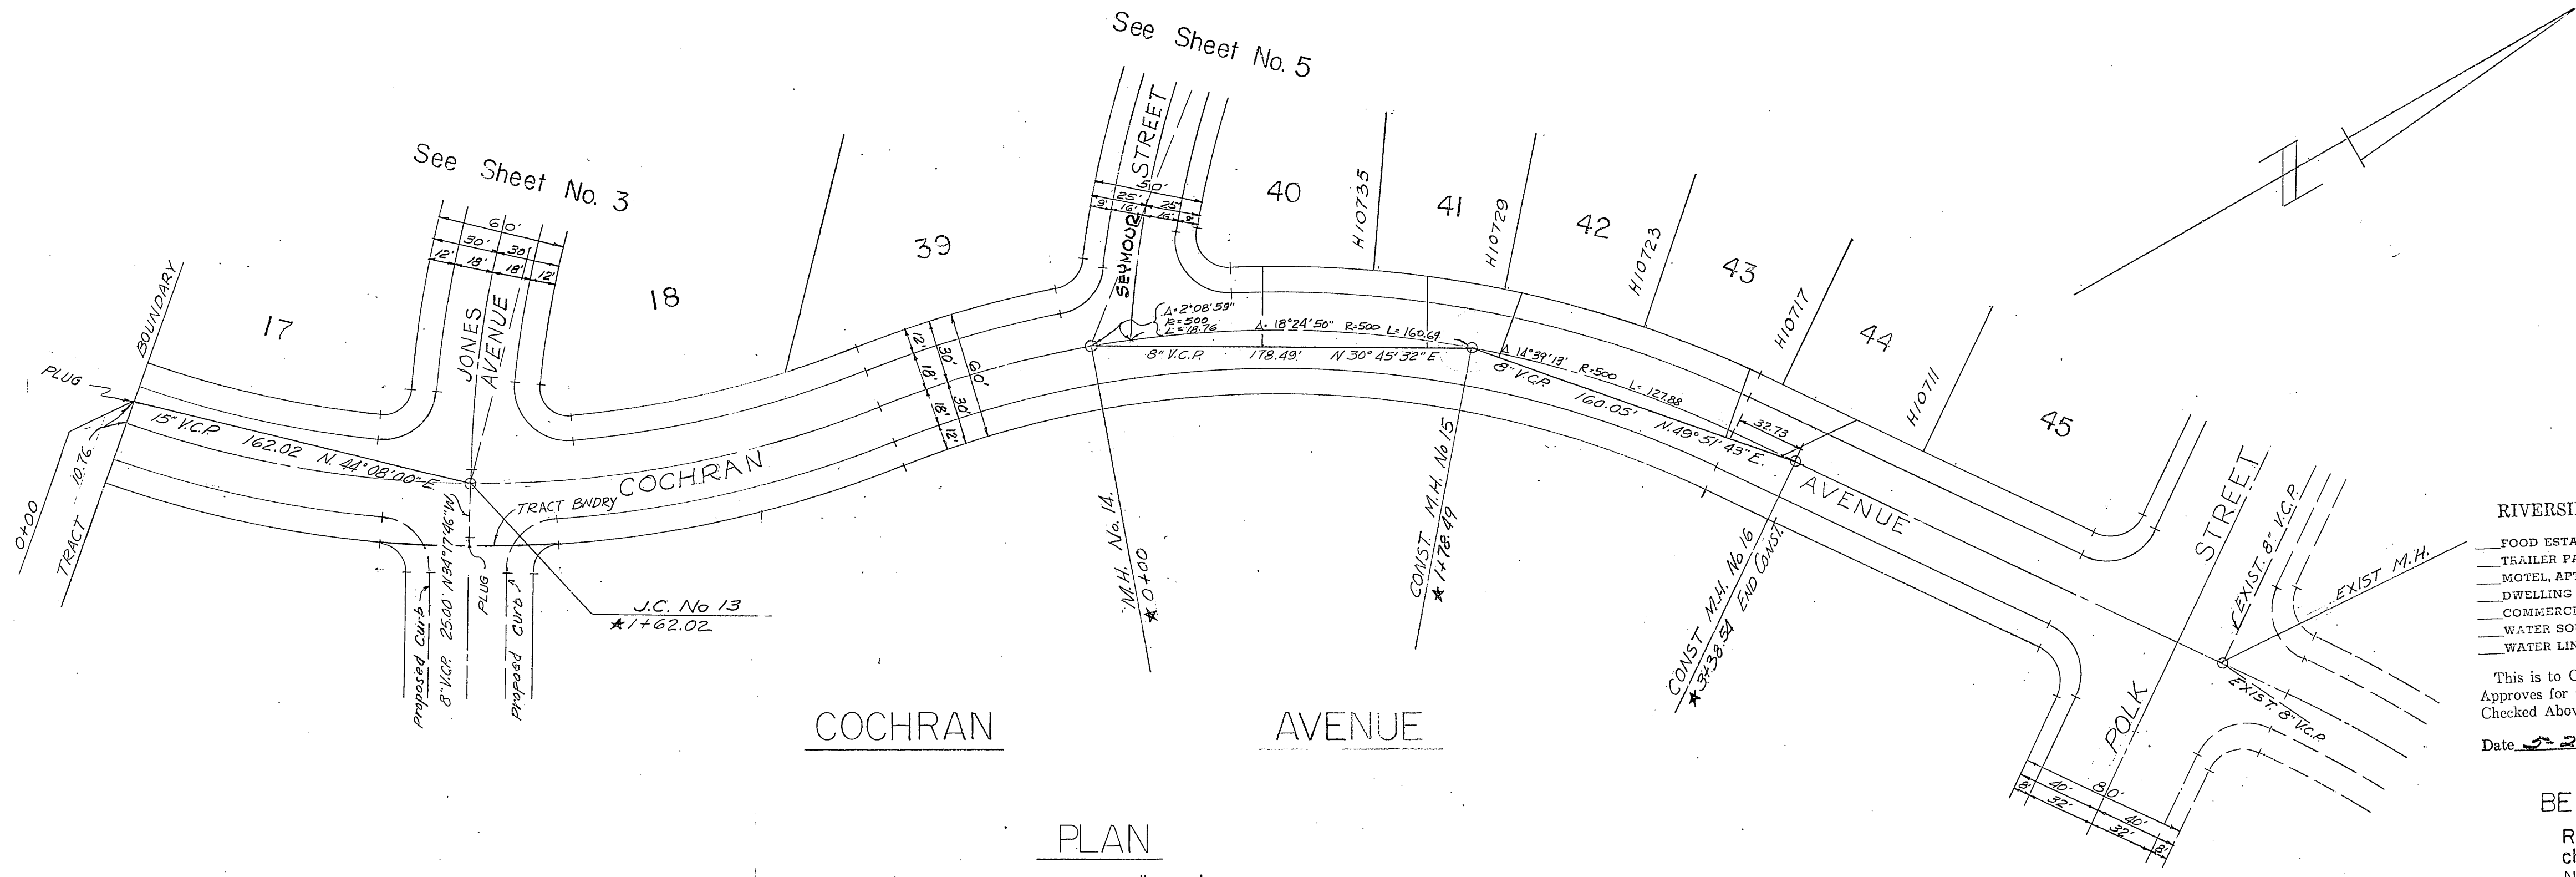 See Sheet No. 5
See Sheet No. 3
BOUNDARY
17
PLUG
0+00
TRACT
10.76
15" V.C.P. 162.02 N. 44°08'00" E.
60'
30' 30'
12' 18' 18' 12'
JONES
AVENUE
18
39
TRACT BNDRY
COCHRAN
Proposed Curb
8" V.C.P. 25.00' N34°17'46"W
PLUG
Proposed Curb
J.C. No 13
★1+62.02
12' 30' 60'
18'
18' 30'
12'
STREET
50'
25' 25'
9' 16' 16' 9'
SEYMOUR
Δ=2°08'59"
R=500
L=18.76
Δ= 18°24'50" R=500 L=160.69
8" V.C.P. 178.49' N 30°45'32" E.
M.H. No. 14.
★0+00
40
H10735
41
H10729
42
H10723
43
H10717
44
H10711
45
Δ 14°39'13" R=500 L=127.88
8" V.C.P. 160.05' N.49°51'43" E.
32.73
CONST. M.H. No 15
★1+78.49
CONST M.H. No 16
★3+38.54 END CONST.
AVENUE
STREET
EXIST. 8" V.C.P.
EXIST M.H.
EXIST. 8" V.C.P.
POLK
80'
40' 40'
8' 32' 32' 8'
N
RIVERSI
FOOD ESTA
TRAILER PA
MOTEL, APT
DWELLING
COMMERCI
WATER SO
WATER LIN
This is to C
Approves for
Checked Abov
Date 5-2
BE
R
ch
N
COCHRAN AVENUE
PLAN